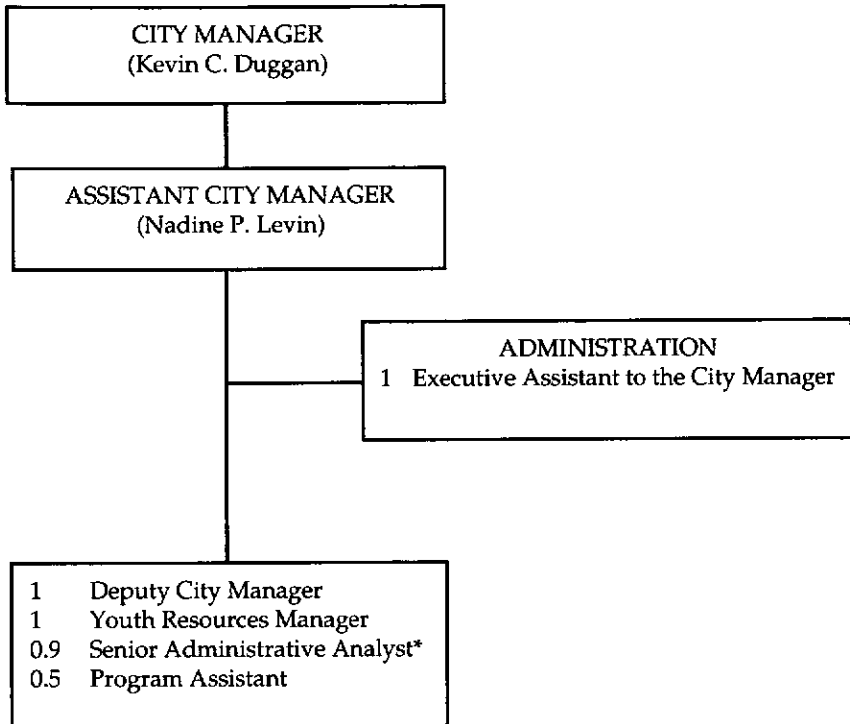 CITY MANAGER
(Kevin C. Duggan)
ASSISTANT CITY MANAGER
(Nadine P. Levin)
ADMINISTRATION
1 Executive Assistant to the City Manager
1 Deputy City Manager
1 Youth Resources Manager
0.9 Senior Administrative Analyst*
0.5 Program Assistant